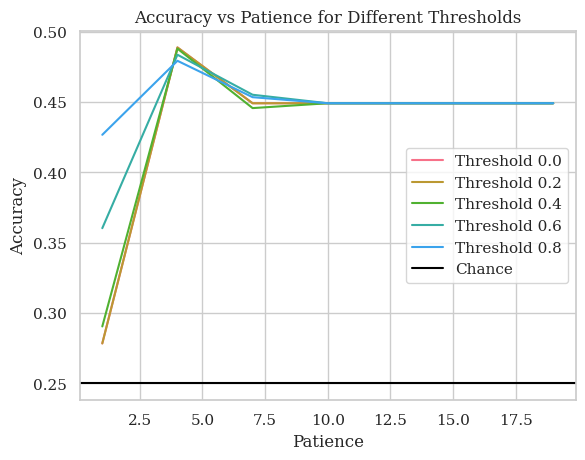 Accuracy vs Patience for Different Thresholds
0.50
0.45
0.40
0.35
0.30
0.25
Accuracy
Threshold 0.0
Threshold 0.2
Threshold 0.4
Threshold 0.6
Threshold 0.8
Chance
2.5 5.0 7.5 10.0 12.5 15.0 17.5
Patience